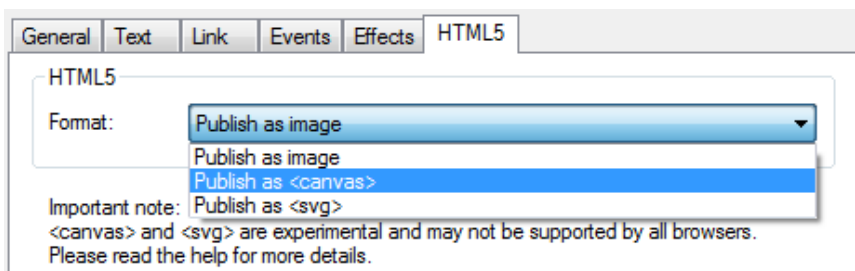 General Text Link Events Effects HTML5
HTML5
Format: Publish as image
Publish as image
Publish as <canvas>
Important note: Publish as <svg>
<canvas> and <svg> are experimental and may not be supported by all browsers.
Please read the help for more details.